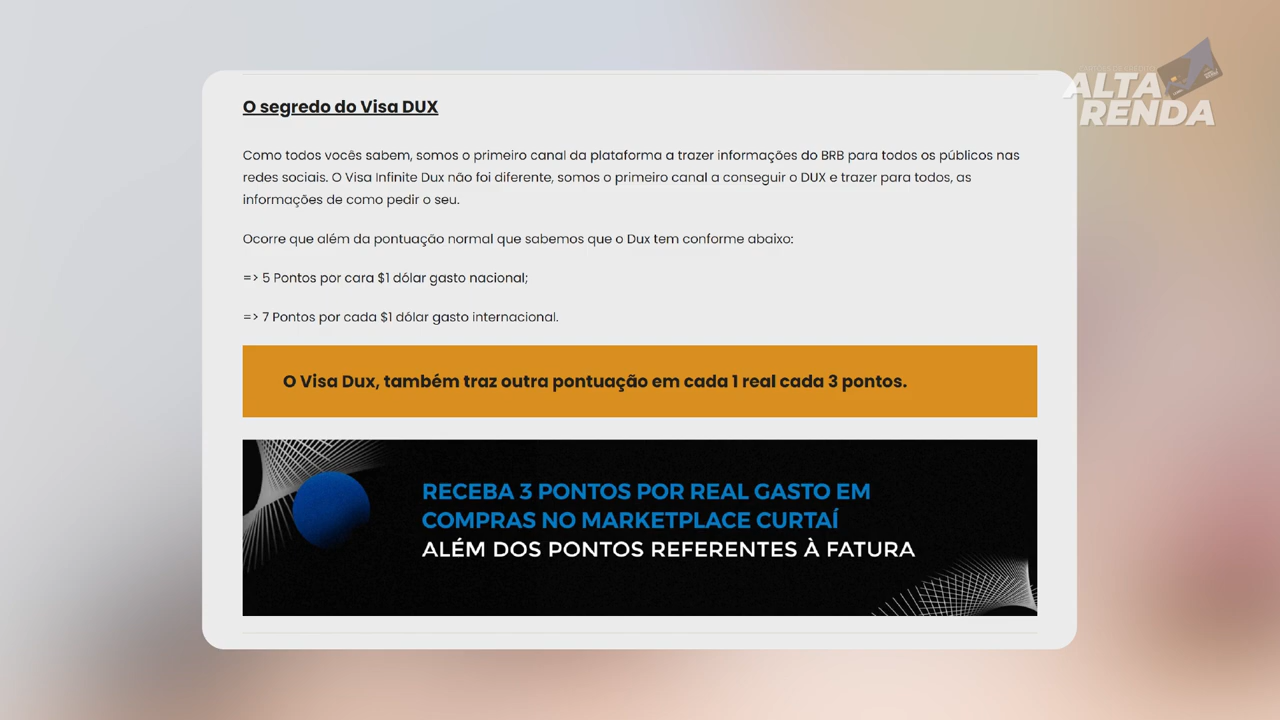 O segredo do Visa DUX
Como todos vocês sabem, somos o primeiro canal da plataforma a trazer informações do BRB para todos os públicos nas
redes sociais. O Visa Infinite Dux não foi diferente, somos o primeiro canal a conseguir o DUX e trazer para todos, as
informações de como pedir o seu.
Ocorre que além da pontuação normal que sabemos que o Dux tem conforme abaixo:
=> 5 Pontos por cara $1 dólar gasto nacional;
=> 7 Pontos por cada $1 dólar gasto internacional.
O Visa Dux, também traz outra pontuação em cada 1 real cada 3 pontos.
RECEBA 3 PONTOS POR REAL GASTO EM
COMPRAS NO MARKETPLACE CURTAÍ
ALÉM DOS PONTOS REFERENTES À FATURA
ALTA
RENDA